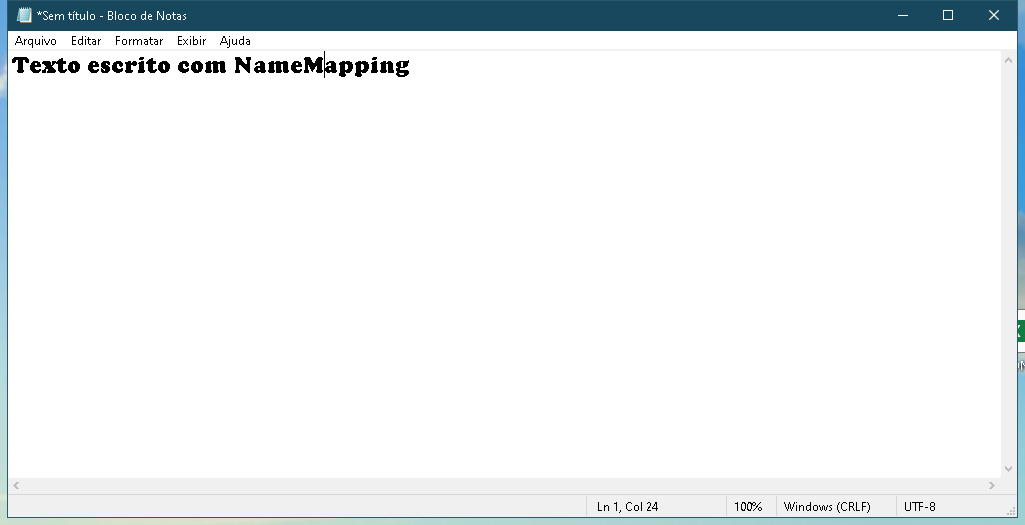 *Sem título - Bloco de Notas
Arquivo Editar Formatar Exibir Ajuda
Texto escrito com NameMapping
Ln 1, Col 24 100% Windows (CRLF) UTF-8